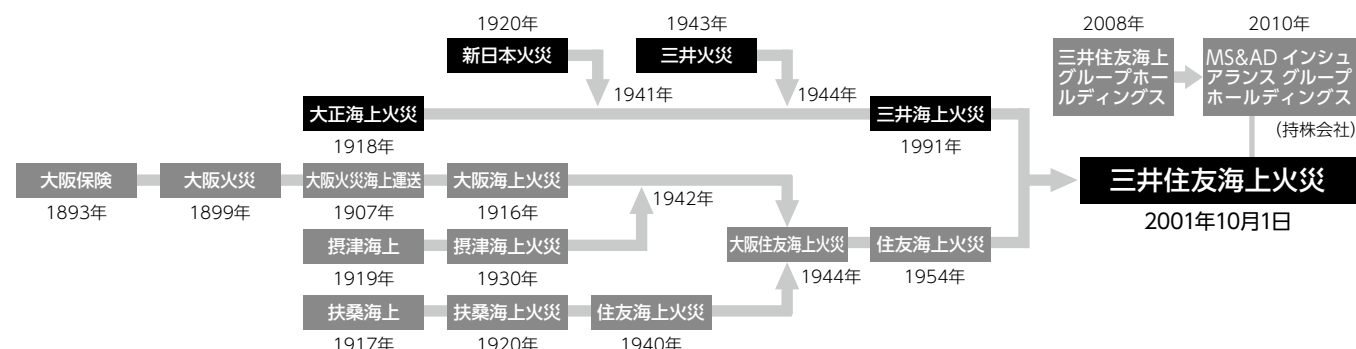 1920年
新日本火災
1943年
三井火災
1941年
1944年
大正海上火災
1918年
三井海上火災
1991年
2008年
三井住友海上
グループホー
ルディングス
2010年
MS&AD インシュ
アランス グループ
ホールディングス
(持株会社)
三井住友海上火災
2001年10月1日
大阪保険
1893年
大阪火災
1899年
大阪火災海上運送
1907年
大阪海上火災
1916年
1942年
摂津海上
1919年
摂津海上火災
1930年
大阪住友海上火災
1944年
住友海上火災
1954年
扶桑海上
1917年
扶桑海上火災
1920年
住友海上火災
1940年